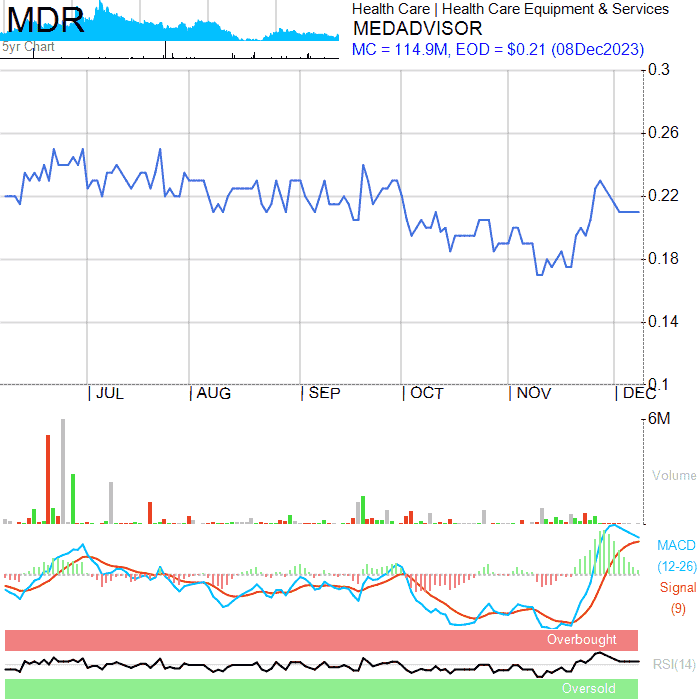 MDR
5yr Chart
Health Care | Health Care Equipment & Services
MEDADVISOR
MC = 114.9M, EOD = $0.21 (08Dec2023)
0.3
0.26
0.22
0.18
0.14
0.1
JUL
AUG
SEP
OCT
NOV
DEC
6M
Volume
MACD
(12-26)
Signal
(9)
Overbought
RSI(14)
Oversold